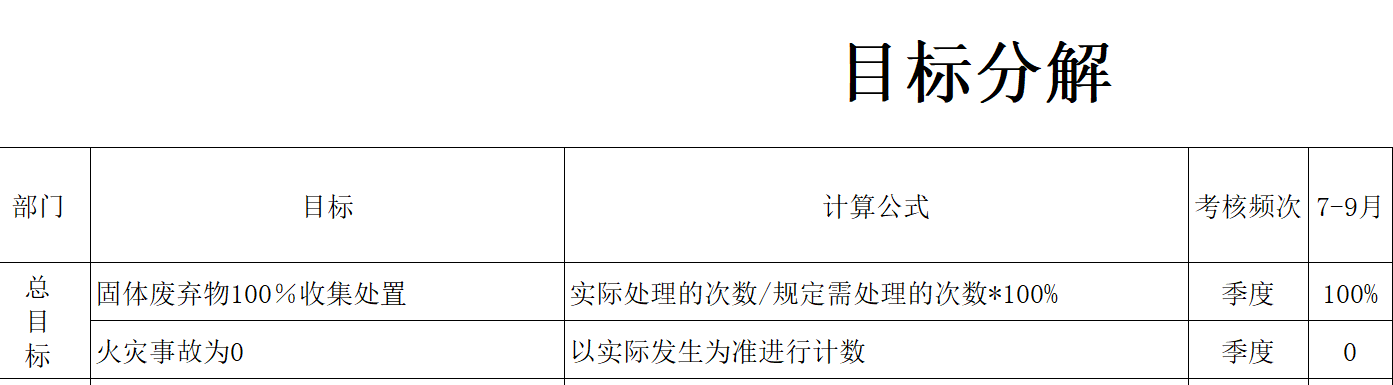 目标分解
部门 目标 计算公式 考核频次 7-9月
总目标
固体废弃物100％收集处置 实际处理的次数/规定需处理的次数*100% 季度 100%
火灾事故为0 以实际发生为准进行计数 季度 0